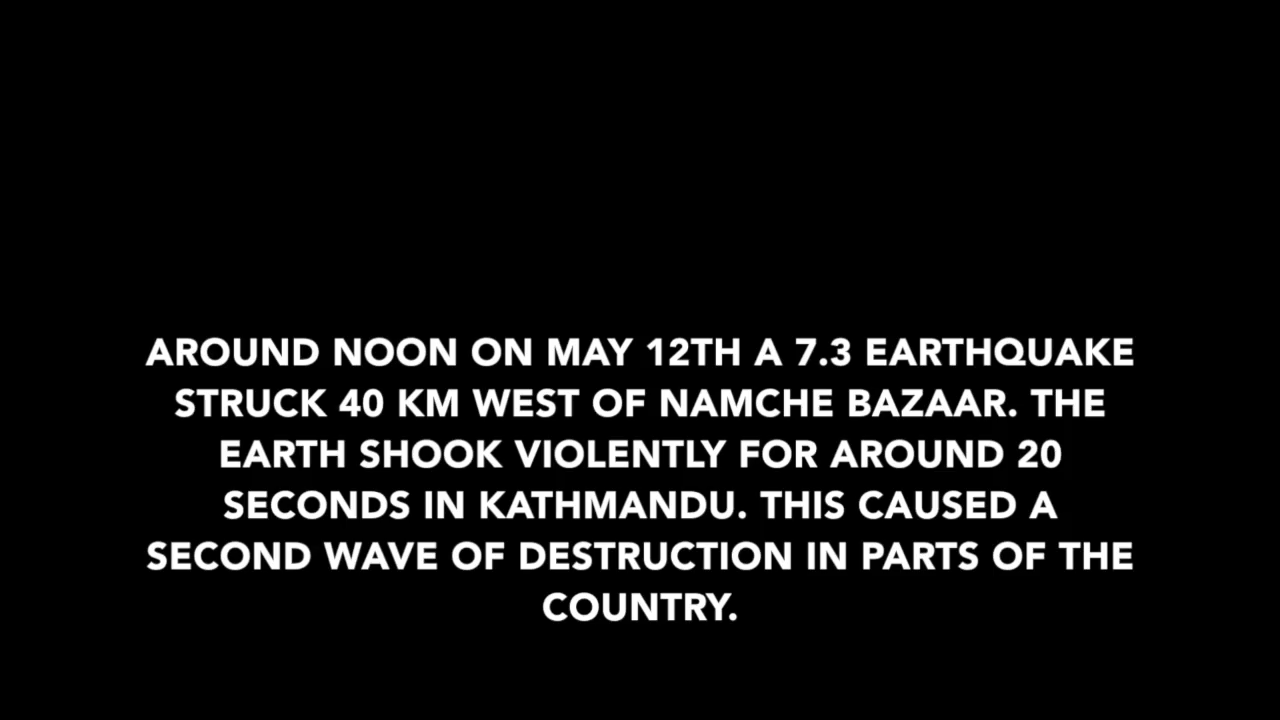 AROUND NOON ON MAY 12TH A 7.3 EARTHQUAKE
STRUCK 40 KM WEST OF NAMCHE BAZAAR. THE
EARTH SHOOK VIOLENTLY FOR AROUND 20
SECONDS IN KATHMANDU. THIS CAUSED A
SECOND WAVE OF DESTRUCTION IN PARTS OF THE
COUNTRY.